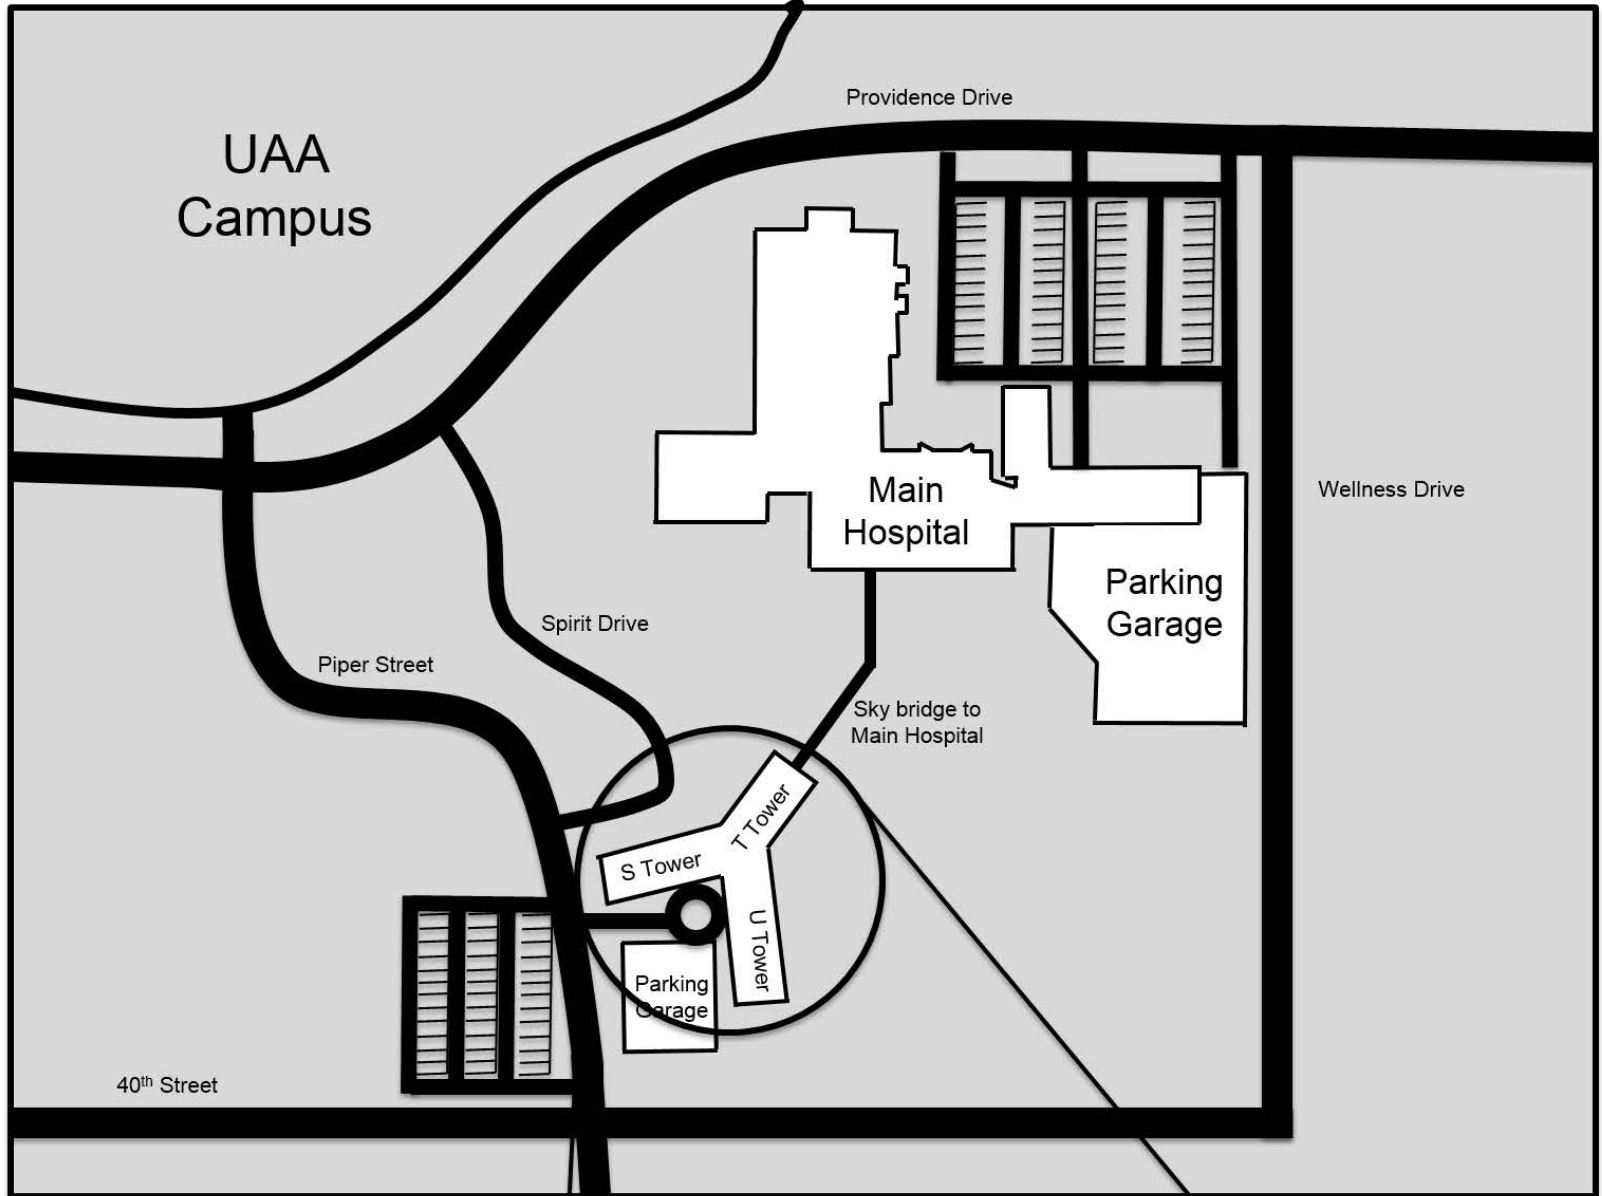 Providence Drive
UAA
Campus
Main
Hospital
Wellness Drive
Parking
Garage
Spirit Drive
Piper Street
Sky bridge to
Main Hospital
T Tower
S Tower
U Tower
Parking
Garage
40th Street